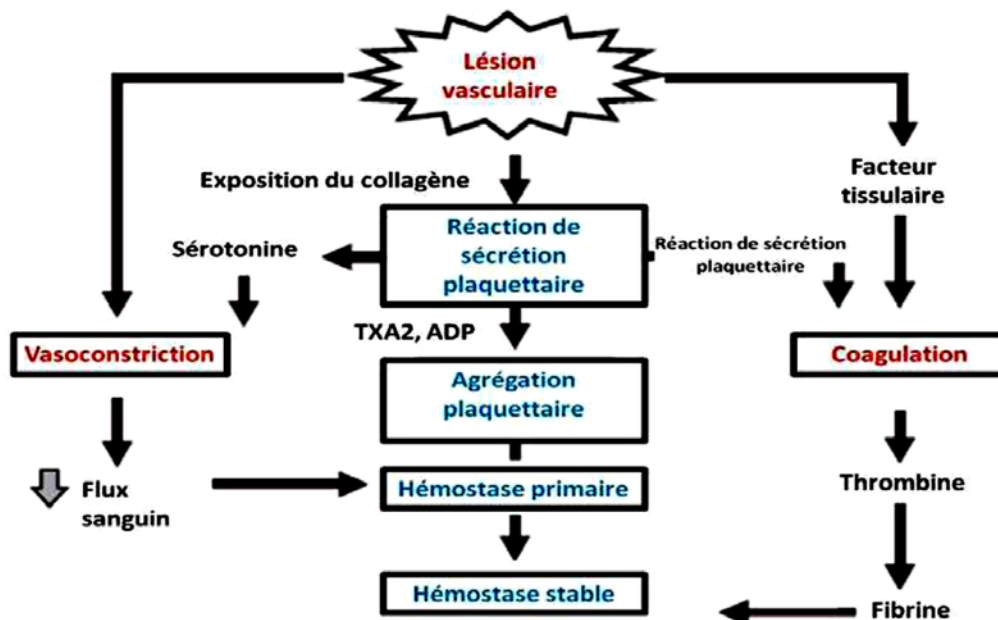 Lésion
vasculaire
Exposition du collagène
Facteur
tissulaire
Réaction de
sécrétion
plaquettaire
Sérotonine
Réaction de sécrétion
plaquettaire
TXA2, ADP
Vasoconstriction
Coagulation
Agrégation
plaquettaire
Flux
sanguin
Hémostase primaire
Thrombine
Hémostase stable
Fibrine